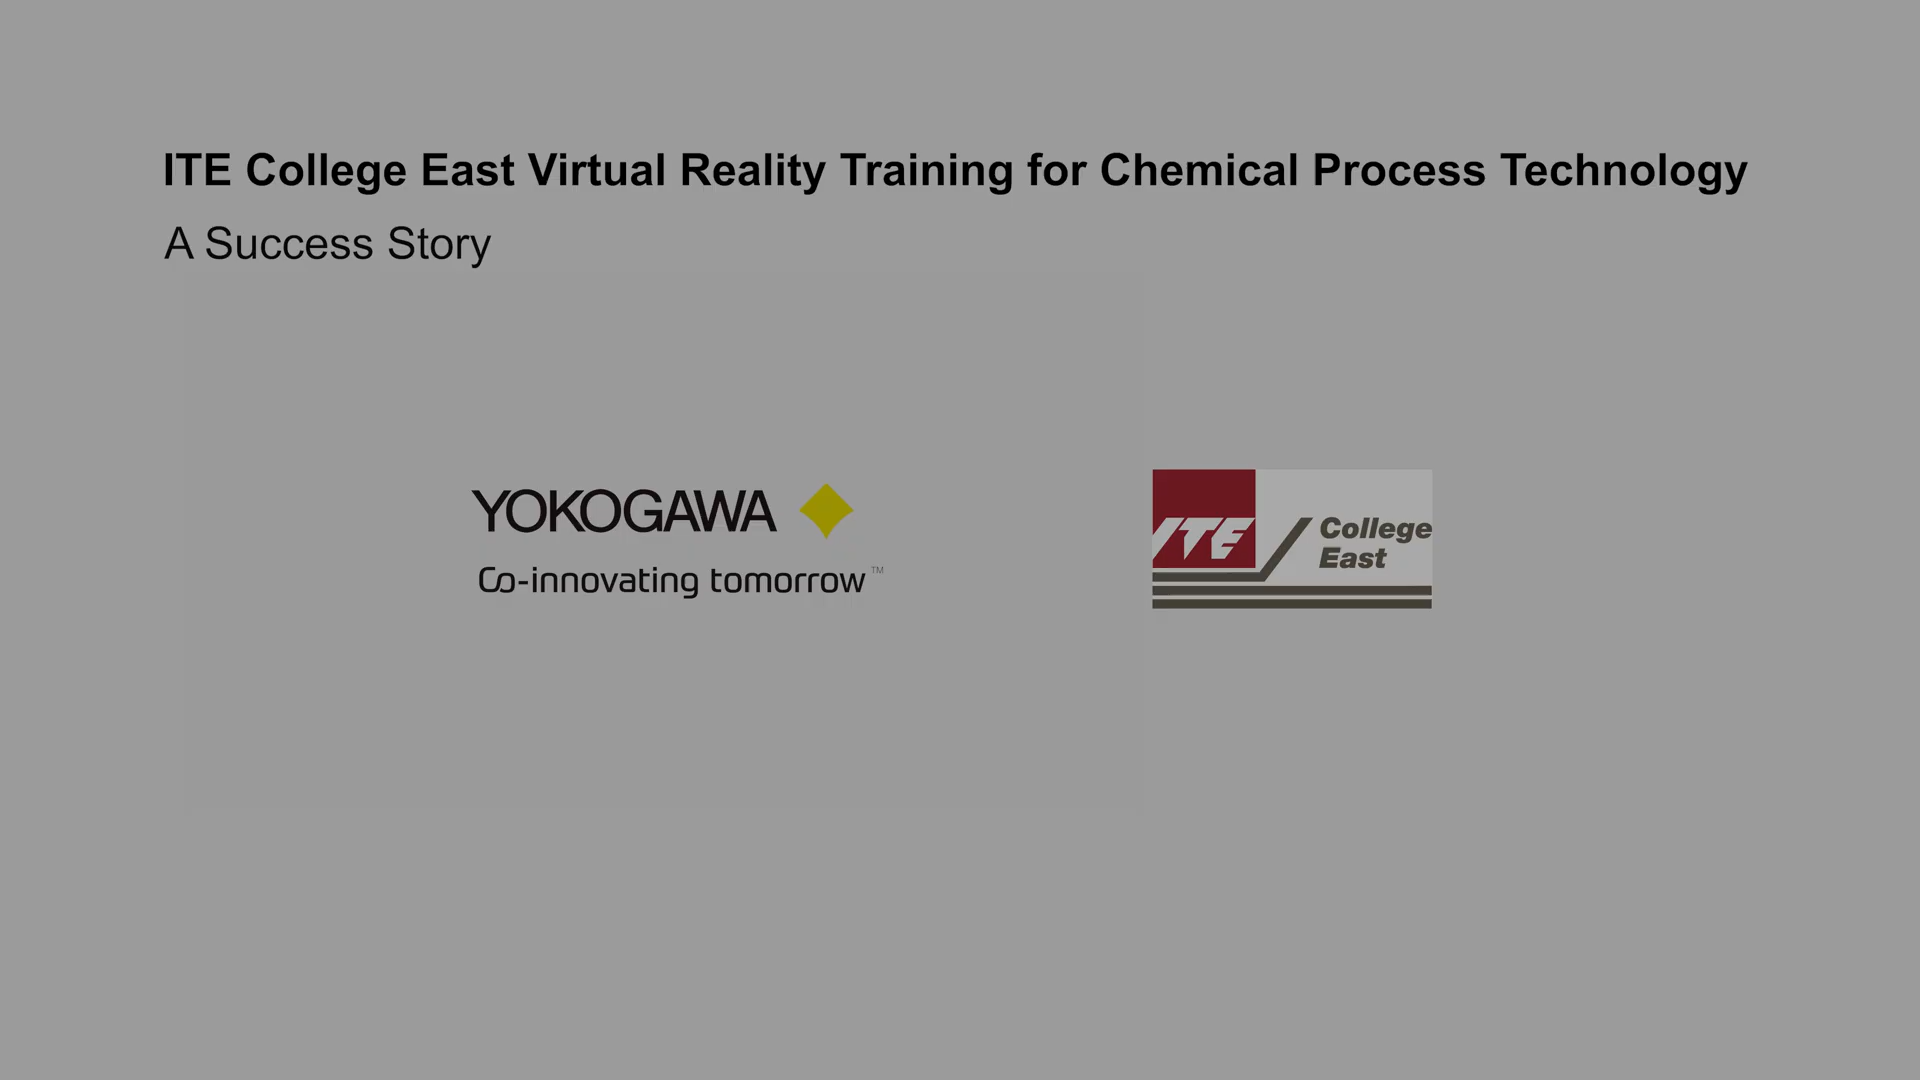 ITE College East Virtual Reality Training for Chemical Process Technology
A Success Story
YOKOGAWA
Co-innovating tomorrow™
ITE
College
East